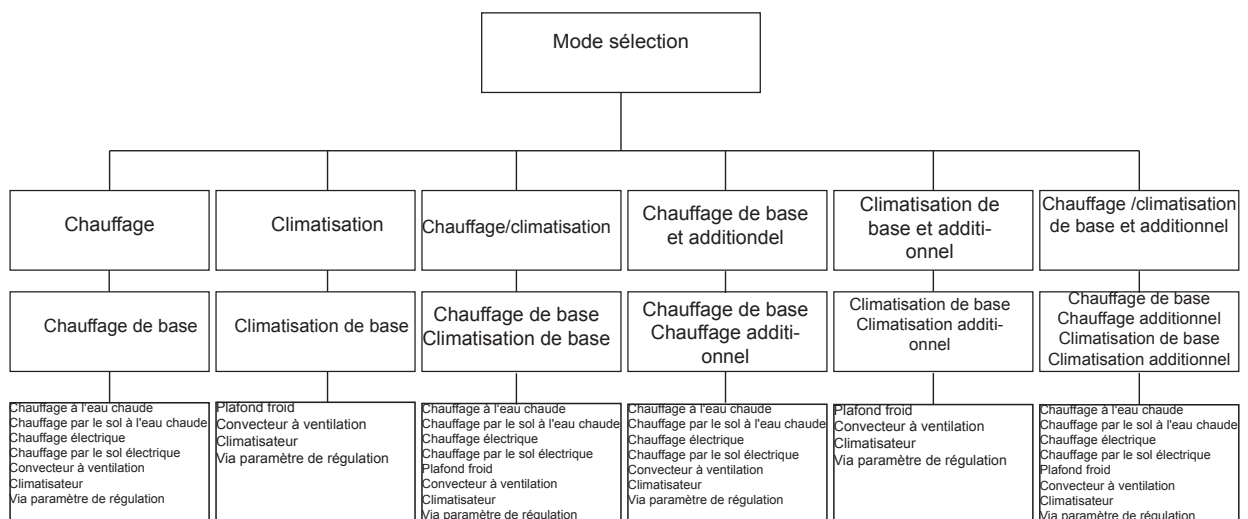 Mode sélection
Chauffage
Climatisation
Chauffage/climatisation
Chauffage de base
et additiondel
Climatisation de
base et additi-
onnel
Chauffage /climatisation
de base et additionnel
Chauffage de base
Climatisation de base
Chauffage de base
Climatisation de base
Chauffage de base
Chauffage additi-
onnel
Climatisation de base
Climatisation additi-
onnel
Chauffage de base
Chauffage additionnel
Climatisation de base
Climatisation additionnel
Chauffage à l'eau chaude
Chauffage par le sol à l'eau chaude
Chauffage électrique
Chauffage par le sol électrique
Convecteur à ventilation
Climatisateur
Via paramètre de régulation
Plafond froid
Convecteur à ventilation
Climatisateur
Via paramètre de régulation
Chauffage à l'eau chaude
Chauffage par le sol à l'eau chaude
Chauffage électrique
Chauffage par le sol électrique
Plafond froid
Convecteur à ventilation
Climatisateur
Via paramètre de régulation
Chauffage à l'eau chaude
Chauffage par le sol à l'eau chaude
Chauffage électrique
Chauffage par le sol électrique
Convecteur à ventilation
Climatisateur
Via paramètre de régulation
Plafond froid
Convecteur à ventilation
Climatisateur
Via paramètre de régulation
Chauffage à l'eau chaude
Chauffage par le sol à l'eau chaude
Chauffage électrique
Chauffage par le sol électrique
Plafond froid
Convecteur à ventilation
Climatisateur
Via paramètre de régulation